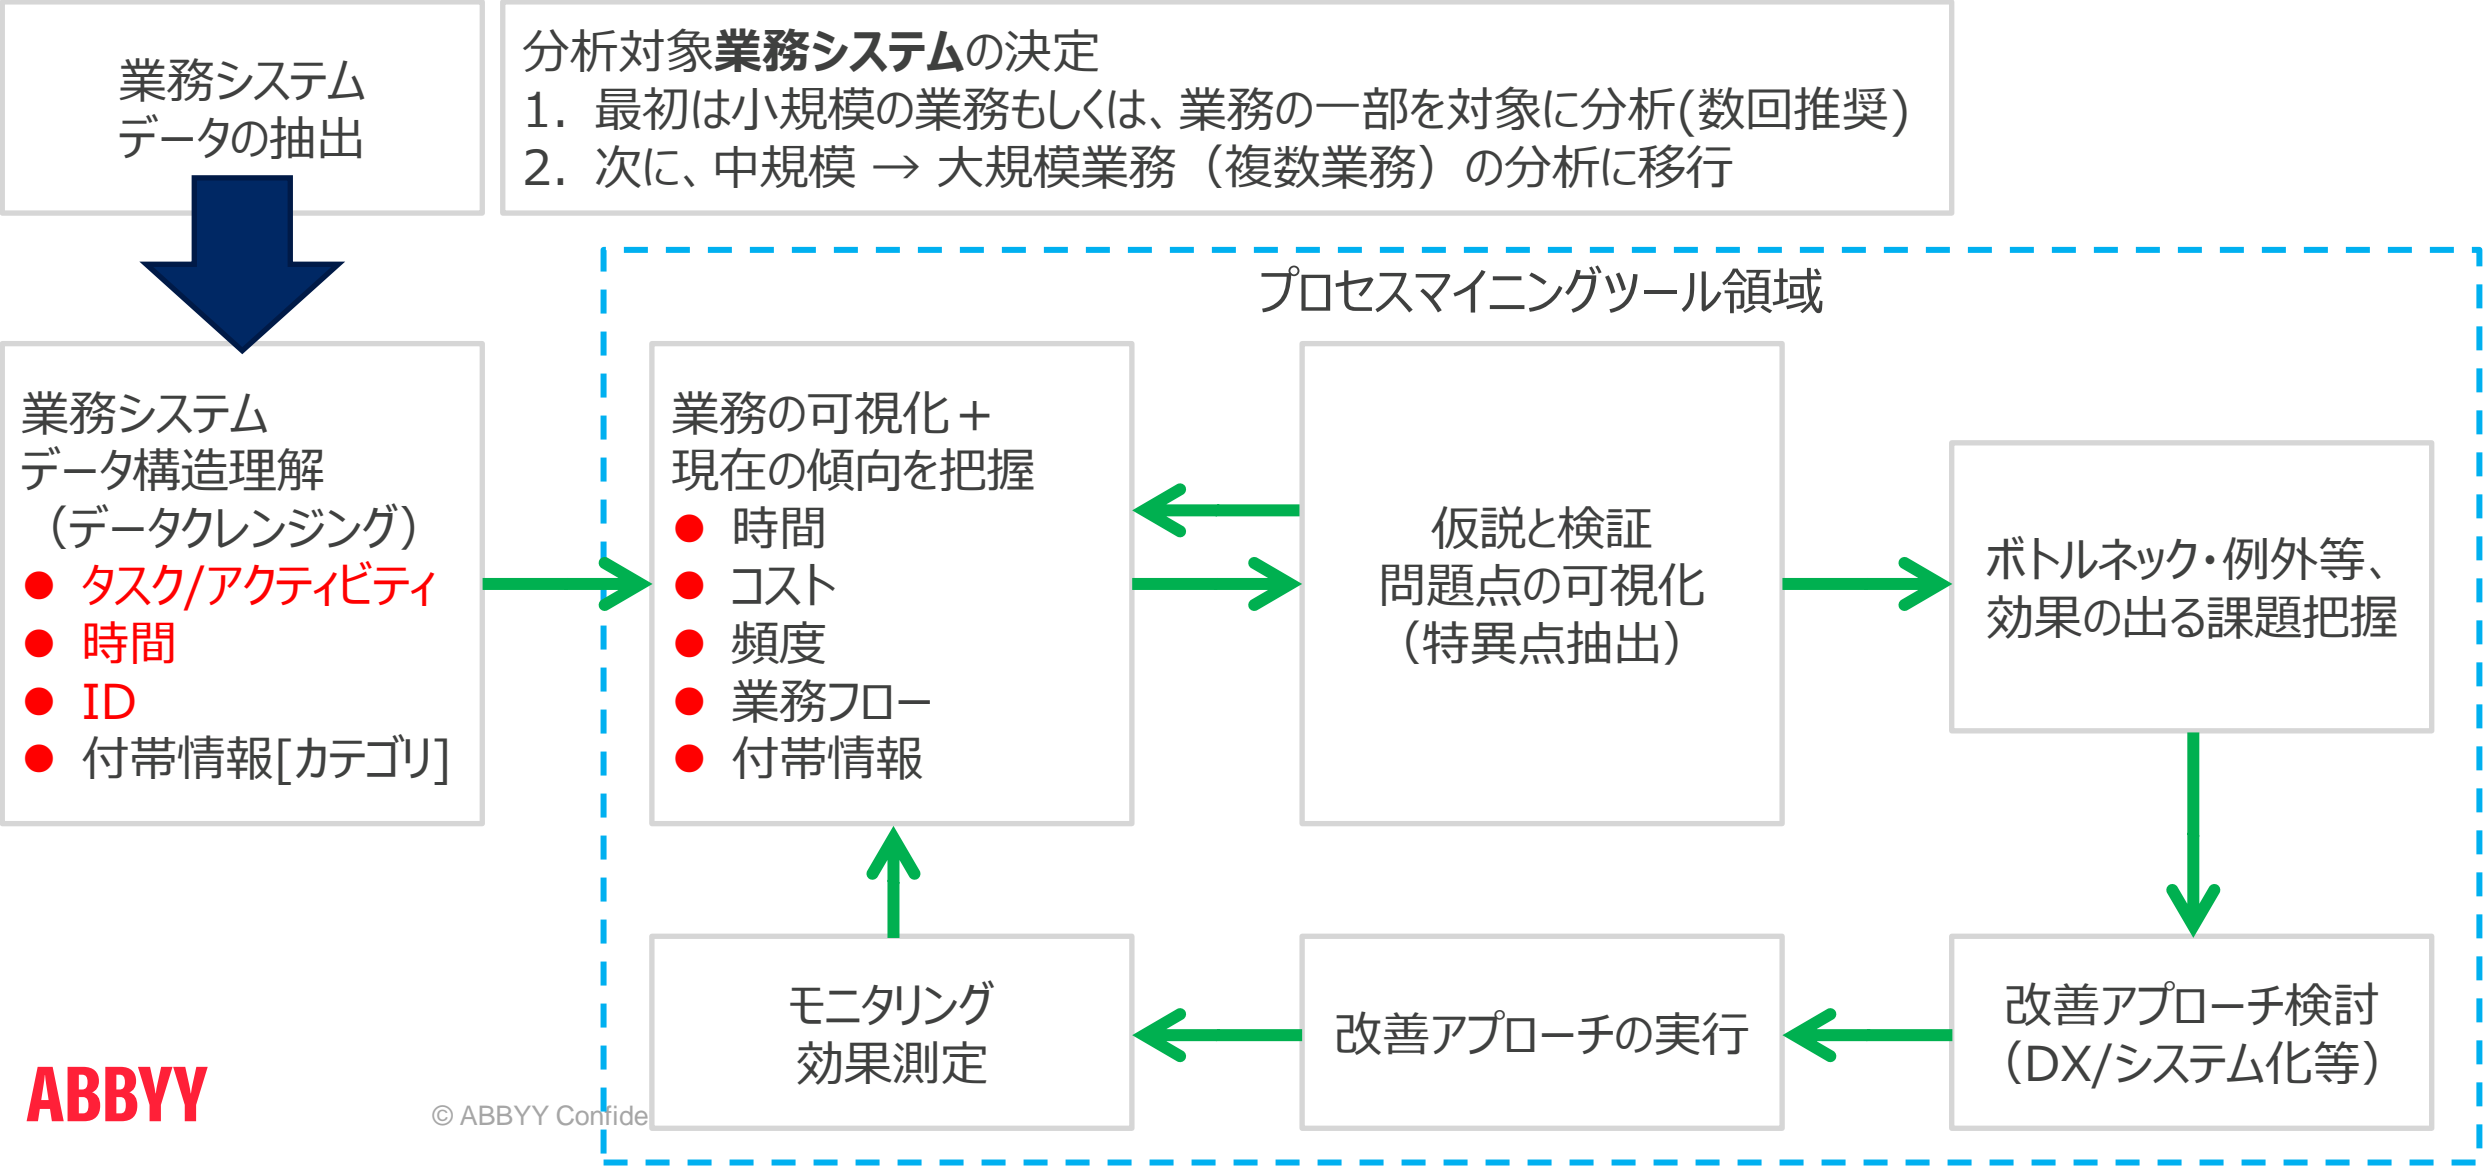 業務システム
データの抽出
分析対象業務システムの決定
1. 最初は小規模の業務もしくは、業務の一部を対象に分析(数回推奨)
2. 次に、中規模 → 大規模業務（複数業務）の分析に移行
プロセスマイニングツール領域
業務システム
データ構造理解
（データクレンジング）
● タスク/アクティビティ
● 時間
● ID
● 付帯情報[カテゴリ]
業務の可視化＋
現在の傾向を把握
● 時間
● コスト
● 頻度
● 業務フロー
● 付帯情報
仮説と検証
問題点の可視化
（特異点抽出）
ボトルネック・例外等、
効果の出る課題把握
改善アプローチ検討
（DX/システム化等）
改善アプローチの実行
モニタリング
効果測定
ABBYY
© ABBYY Confide